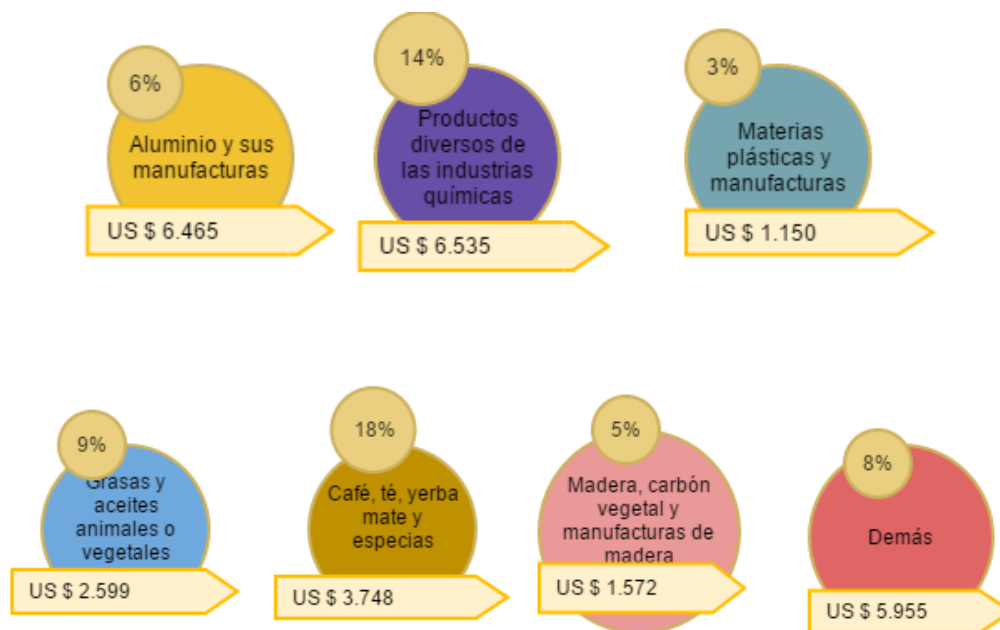 6%
Aluminio y sus
manufacturas
US $ 6.465
14%
Productos
diversos de
las industrias
químicas
US $ 6.535
3%
Materias
plásticas y
manufacturas
US $ 1.150
9%
Grasas y
aceites
animales o
vegetales
US $ 2.599
18%
Café, té, yerba
mate y
especias
US $ 3.748
5%
Madera, carbón
vegetal y
manufacturas de
madera
US $ 1.572
8%
Demás
US $ 5.955